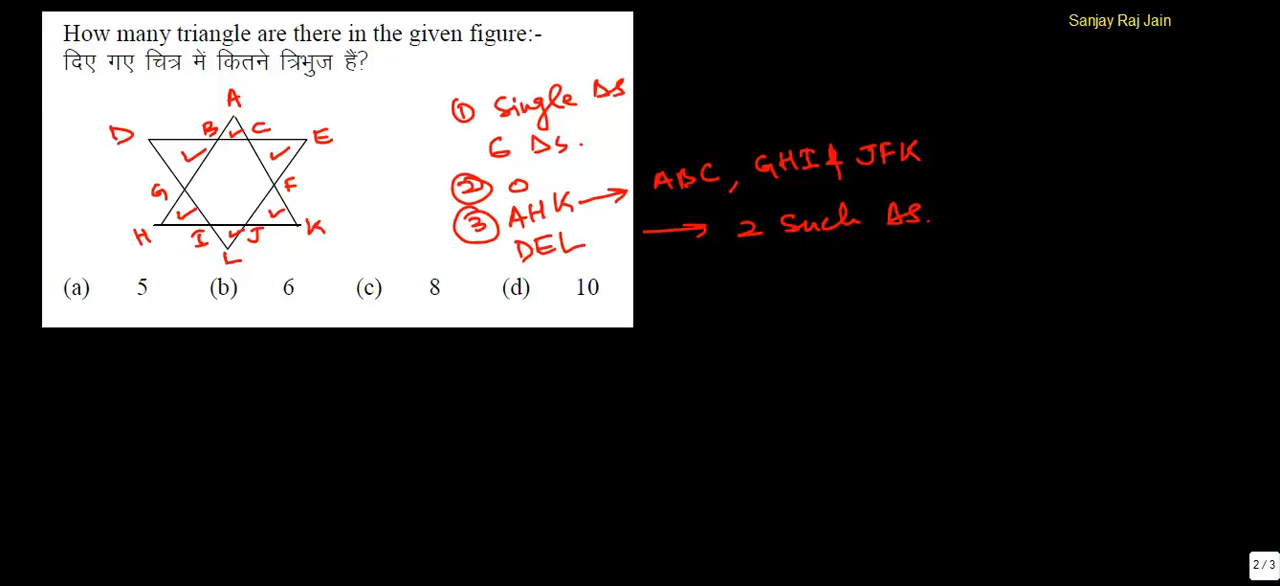 Sanjay Raj Jain
How many triangle are there in the given figure:-
दिए गए चित्र में कितने त्रिभुज हैं?
A
D B C E
G F
H I J K
L
① Single Δs
6 Δs.
② 0
③ AHK → ABC, GHI & JFK
DEL → 2 Such Δs.
(a) 5 (b) 6 (c) 8 (d) 10
2 / 3